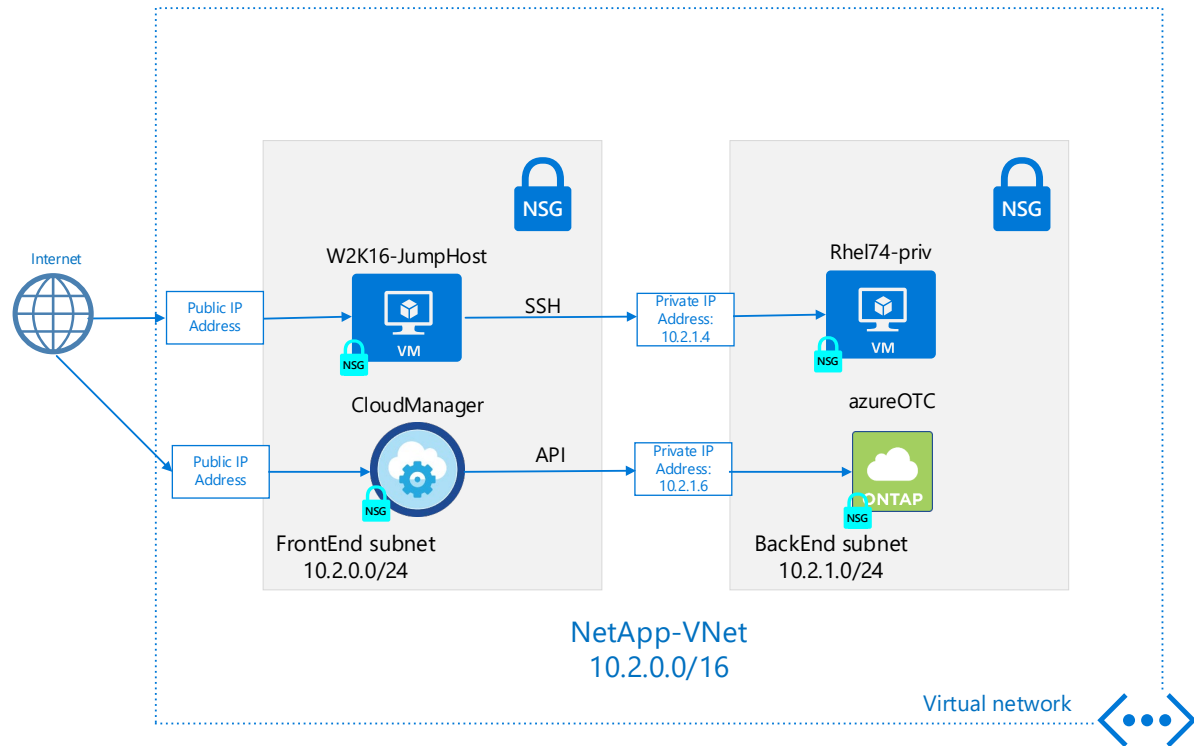 Internet
Public IP
Address
W2K16-JumpHost
VM
NSG
NSG
SSH
Private IP
Address:
10.2.1.4
Rhel74-priv
VM
NSG
NSG
Public IP
Address
CloudManager
NSG
API
Private IP
Address:
10.2.1.6
azureOTC
ONTAP
NSG
FrontEnd subnet
10.2.0.0/24
BackEnd subnet
10.2.1.0/24
NetApp-VNet
10.2.0.0/16
Virtual network